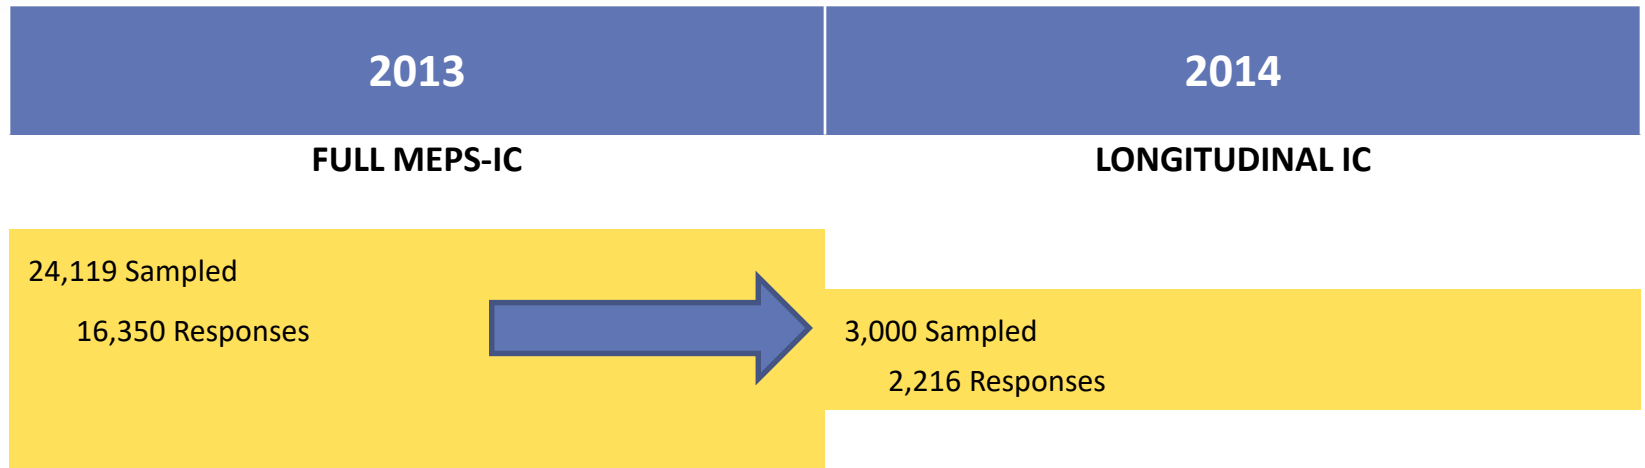 2013
2014
FULL MEPS-IC
LONGITUDINAL IC
24,119 Sampled
16,350 Responses
3,000 Sampled
2,216 Responses